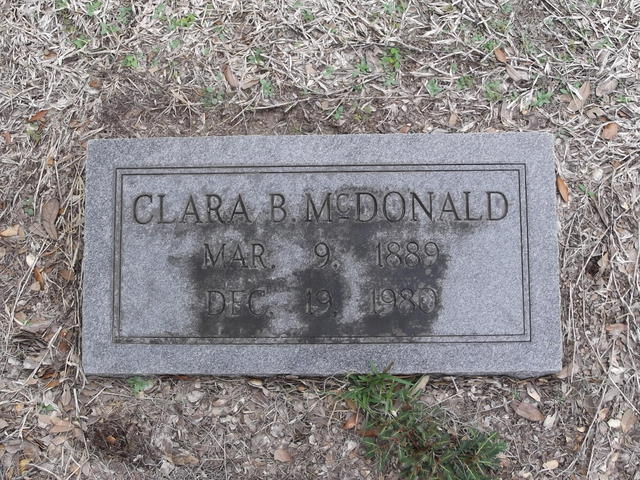 CLARA B. McDONALD
MAR. 9. 1889
DEC. 19. 1980